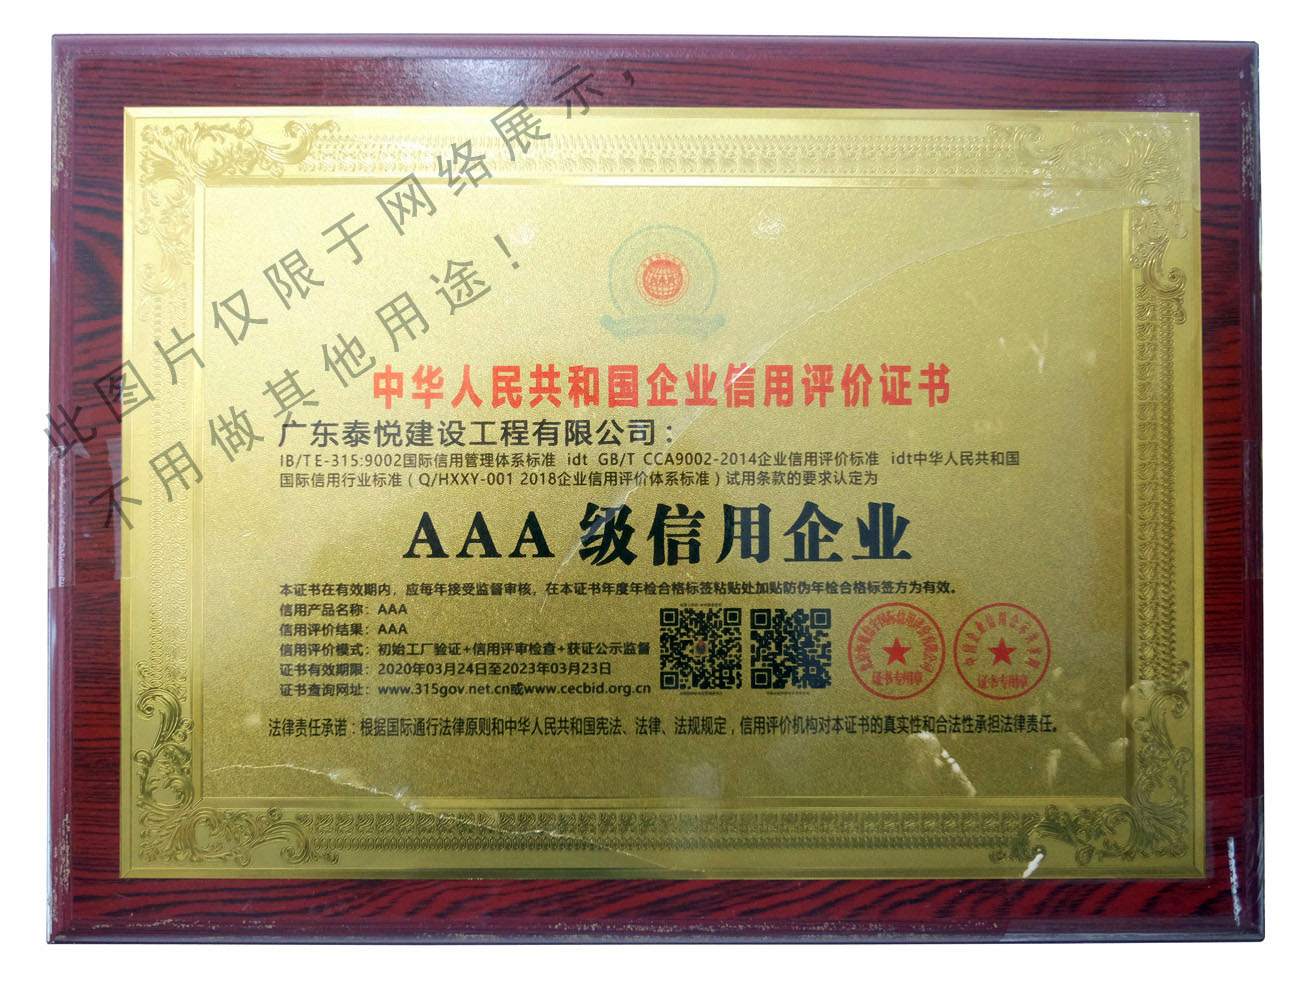 此图片仅限于网络展示，
不用做其他用途！
中华人民共和国企业信用评价证书
广东泰悦建设工程有限公司：
IB/TE-315:9002国际信用管理体系标准 idt GB/T CCA9002-2014企业信用评价标准 idt中华人民共和国
国际信用行业标准（Q/HXXY-001 2018企业信用评价体系标准）试用条款的要求认定为
AAA 级信用企业
本证书在有效期内，应每年接受监督审核，在本证书年度年检合格标签粘贴处加贴防伪年检合格标签方为有效。
信用产品名称：AAA
信用评价结果：AAA
信用评价模式：初始工厂验证+信用评审检查+获证公示监督
证书有效期限：2020年03月24日至2023年03月23日
证书查询网址：www.315gov.net.cn或www.cecbid.org.cn
证书专用章
证书专用章
法律责任承诺：根据国际通行法律原则和中华人民共和国宪法、法律、法规规定，信用评价机构对本证书的真实性和合法性承担法律责任。